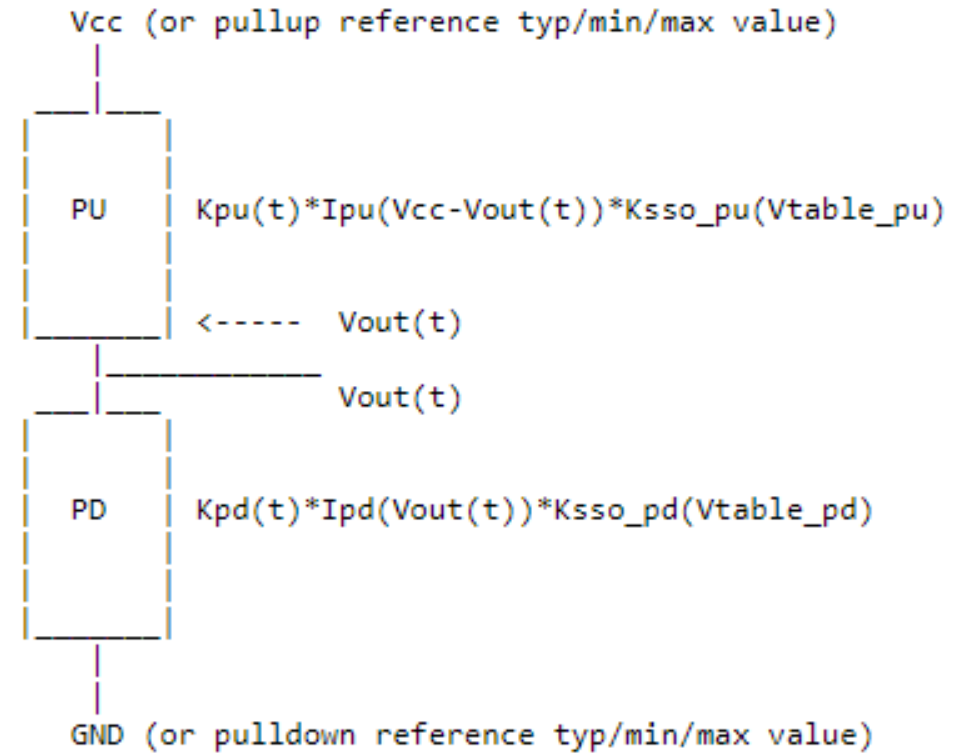 Vcc (or pullup reference typ/min/max value)
PU Kpu(t)*Ipu(Vcc-Vout(t))*Ksso_pu(Vtable_pu)
<----- Vout(t)
Vout(t)
PD Kpd(t)*Ipd(Vout(t))*Ksso_pd(Vtable_pd)
GND (or pulldown reference typ/min/max value)